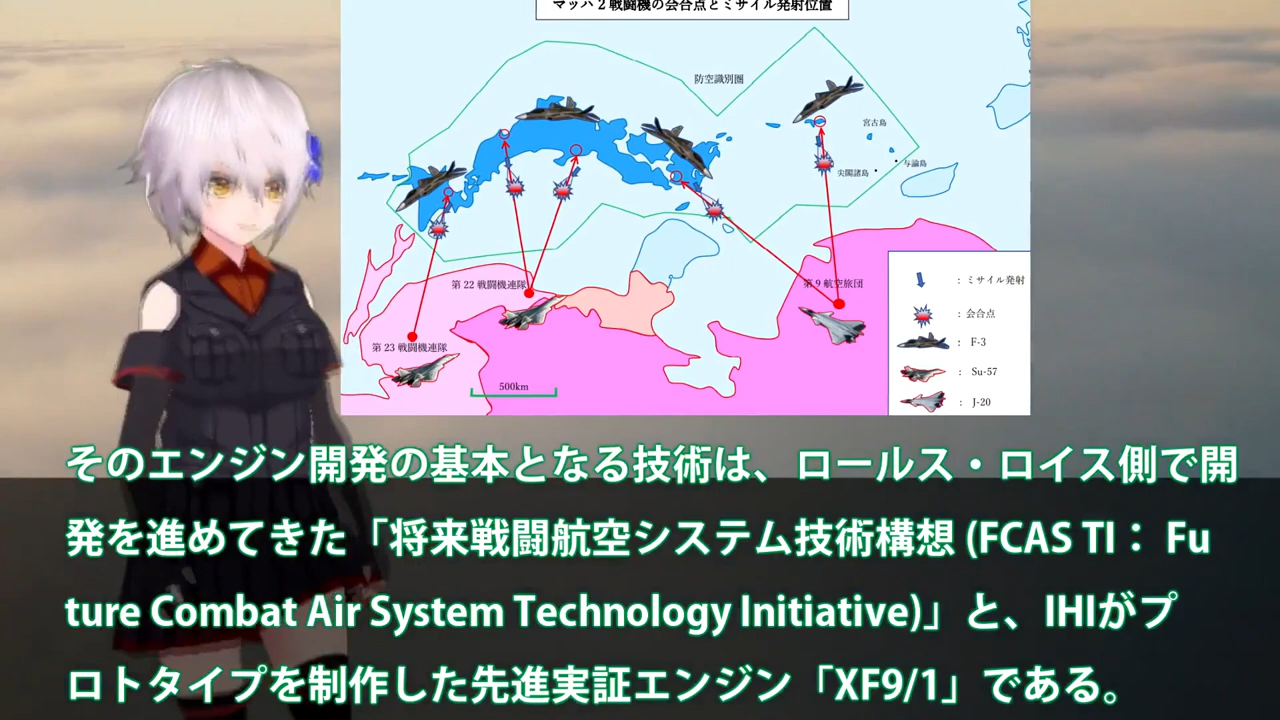 マッハ2戦闘機の会合点とミサイル発射位置
防空識別圏
宮古島
与論島
尖閣諸島
第22戦闘機連隊
第9航空旅団
第23戦闘機連隊
500km
：ミサイル発射
：会合点
： F-3
： Su-57
： J-20
そのエンジン開発の基本となる技術は、ロールス・ロイス側で開
発を進めてきた「将来戦闘航空システム技術構想 (FCAS TI： Fu
ture Combat Air System Technology Initiative)」と、IHIがプ
ロトタイプを制作した先進実証エンジン「XF9/1」である。